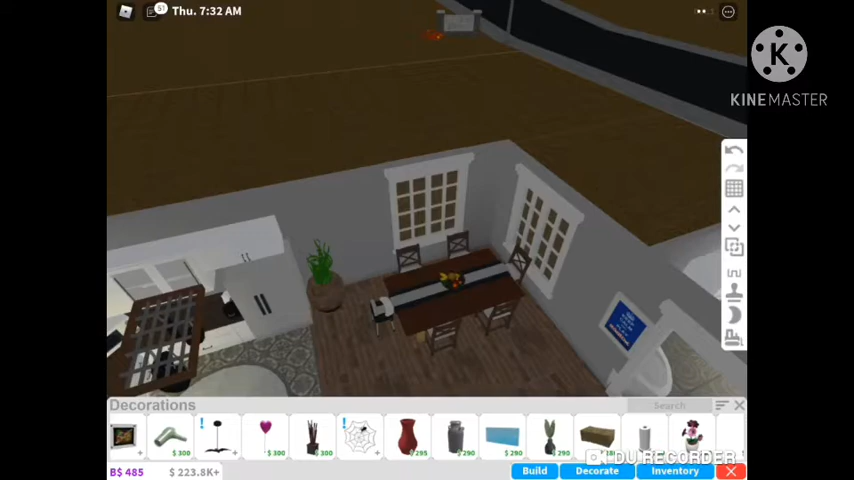 51
Thu. 7:32 AM
K
KINEMASTER
Decorations
Search
$ 300
$ 300
$ 300
$ 295
$ 290
$ 290
$ 290
DU RECORDER
B$ 485
$ 223.8K+
Build
Decorate
Inventory